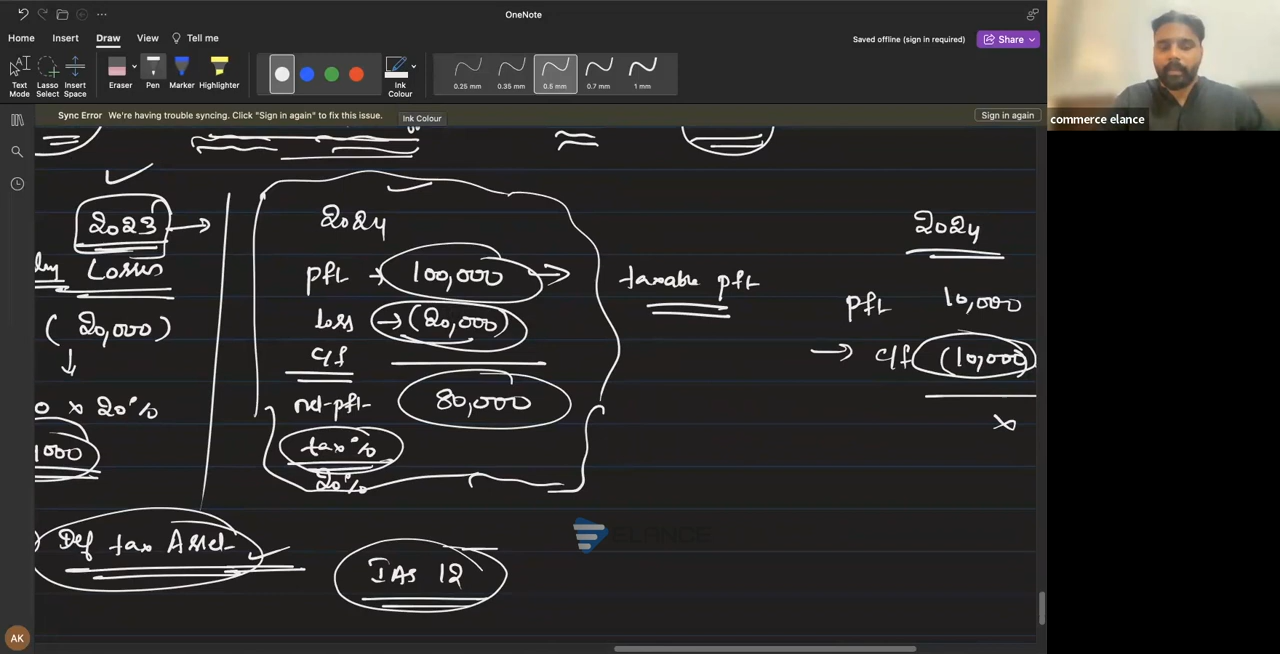 OneNote
Home Insert Draw View Tell me
Saved offline (sign in required)
Share
Text Mode
Lasso Select
Insert Space
Eraser
Pen
Marker
Highlighter
Ink Colour
0.25 mm
0.35 mm
0.5 mm
0.7 mm
1 mm
Sync Error We're having trouble syncing. Click "Sign in again" to fix this issue.
Sign in again
Ink Colour
commerce elance
2023
Losses
(20,000)
0 x 20%
000
Def tax Asset
2024
pft → 100,000
loss → (20,000)
c/f
net-pft 80,000
tax %
20%
taxable pft
2024
pft 10,000
→ c/f (10,000)
x
IAS 12
ELANCE
AK